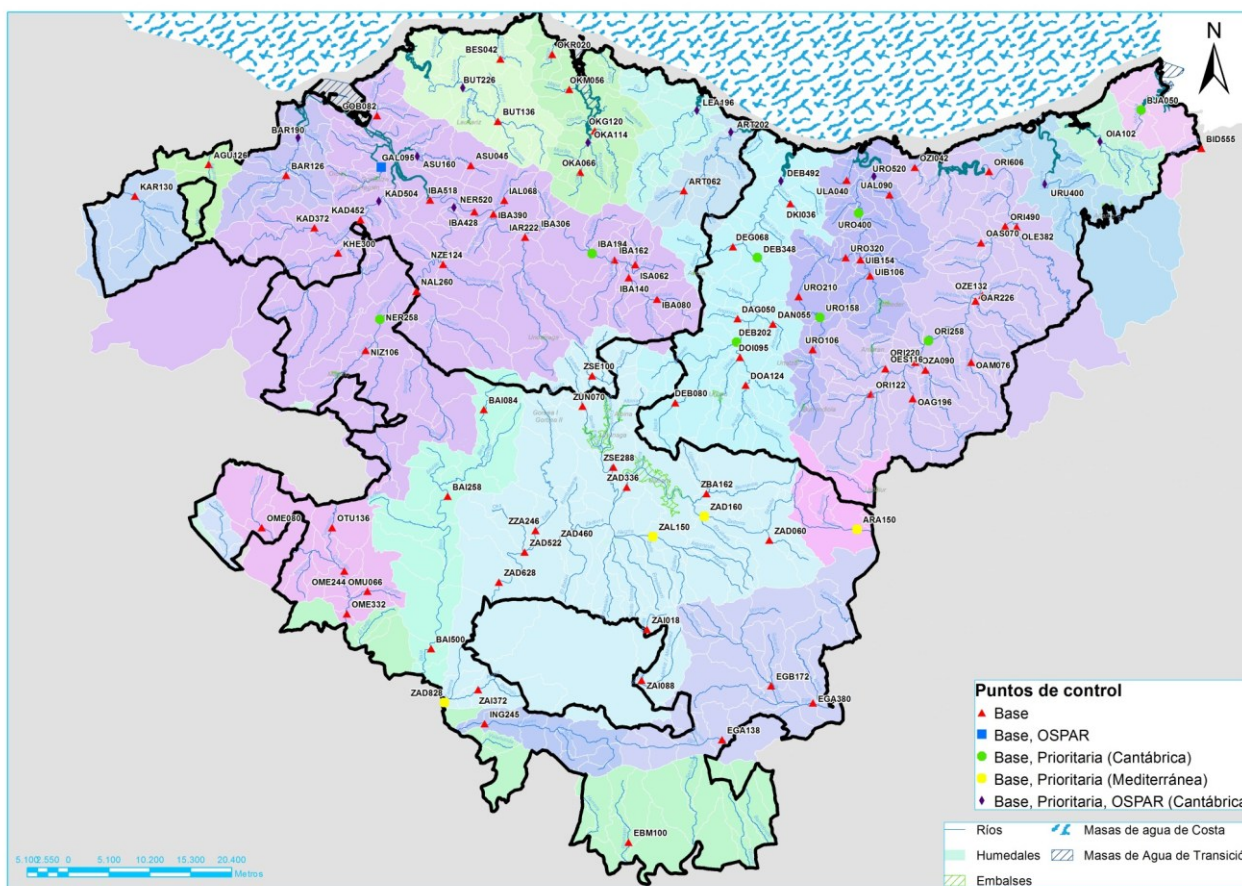 N
BES042
OKR020
BUT226
OKM056
LEA196
BIA050
GOB082
BUT136
OKG120
ART202
OIA102
BID555
BAR190
OKA114
AGU126
GAL095
ASU160
ASU045
OKA066
DEB492
URO520
OZI042
ORI606
BAR126
ULA040
UAL090
URU400
KAR130
KAD504
IBA518
NER520
IAL068
ART062
KAD372
KAD452
IBA428
IBA390
IBA306
DKI036
URO400
ORI490
IAR222
OAS070
OLE382
KHE300
NZE124
IBA194
IBA162
DEG068
DEB348
URO320
UIB154
ISA062
UIB106
IBA140
NAL260
IBA080
URO210
OZE132
OAR226
NER258
DAG050
DAN055
URO158
DEB202
ORI258
NIZ106
DOI095
URO106
ORI220
OES116
OZA090
OAM076
ZSE100
DOA124
ORI122
OAG196
BAI084
ZUN070
DEB080
ZSE288
ZAD336
BAI258
ZBA162
ZAD160
OME080
OTU136
ZZA246
ZAD460
ZAL150
ZAD060
ARA150
ZAD522
OME244
OMU066
ZAD628
OME332
ZAI018
BAI500
ZAI088
ZAD828
ZAI372
EGB172
ING245
EGA380
EGA138
EBM100
Puntos de control
Base
Base, OSPAR
Base, Prioritaria (Cantábrica)
Base, Prioritaria (Mediterránea)
Base, Prioritaria, OSPAR (Cantábrica
Ríos
Masas de agua de Costa
Humedales
Masas de Agua de Transició
Embalses
5.100 2.550 0 5.100 10.200 15.300 20.400
Metros